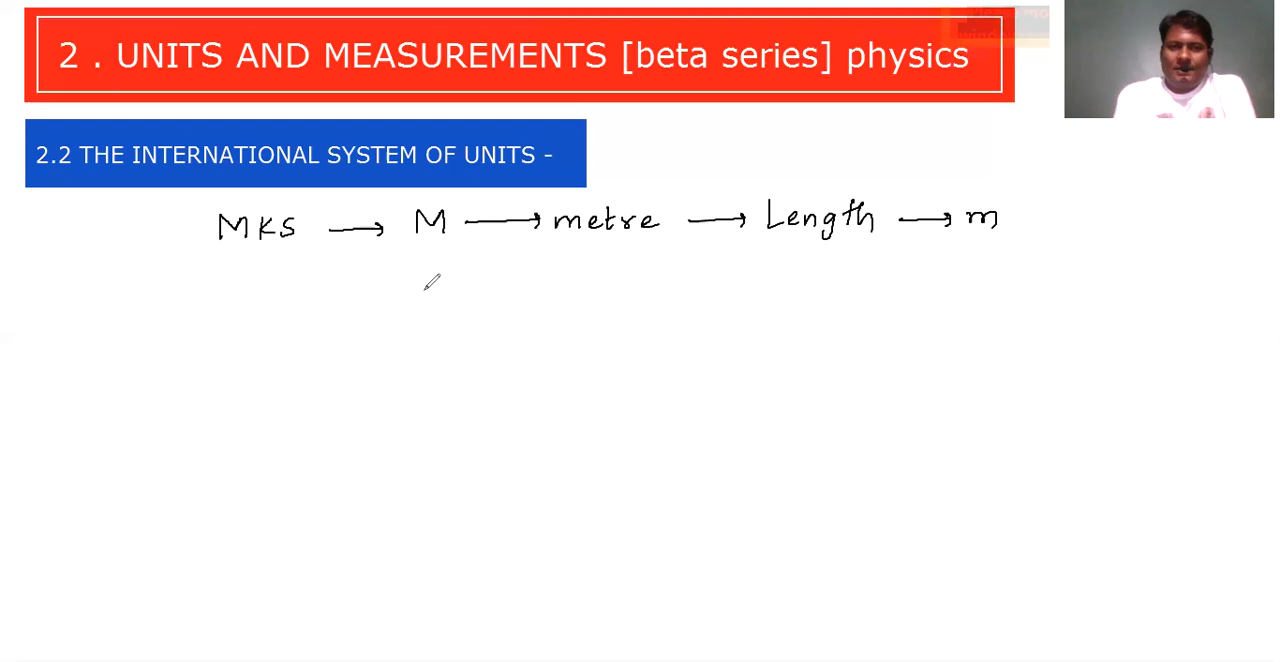 2 . UNITS AND MEASUREMENTS [beta series] physics
2.2 THE INTERNATIONAL SYSTEM OF UNITS -
MKS → M → metre → Length → m